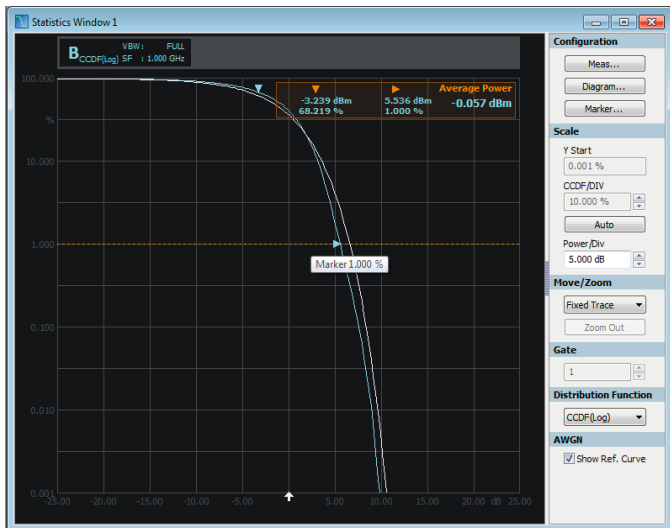 Statistics Window 1
B CCDF(Log) VBW : FULL
SF : 1.000 GHz
-3.239 dBm 5.536 dBm Average Power
68.219 % 1.000 % -0.057 dBm
100.000
%
10.000
1.000
Marker 1.000 %
0.100
0.010
0.001
-25.00 -20.00 -15.00 -10.00 -5.00 0.00 5.00 10.00 15.00 20.00 dB 25.00
Configuration
Meas...
Diagram...
Marker...
Scale
Y Start
0.001 %
CCDF/DIV
10.000 %
Auto
Power/Div
5.000 dB
Move/Zoom
Fixed Trace
Zoom Out
Gate
1
Distribution Function
CCDF(Log)
AWGN
Show Ref. Curve